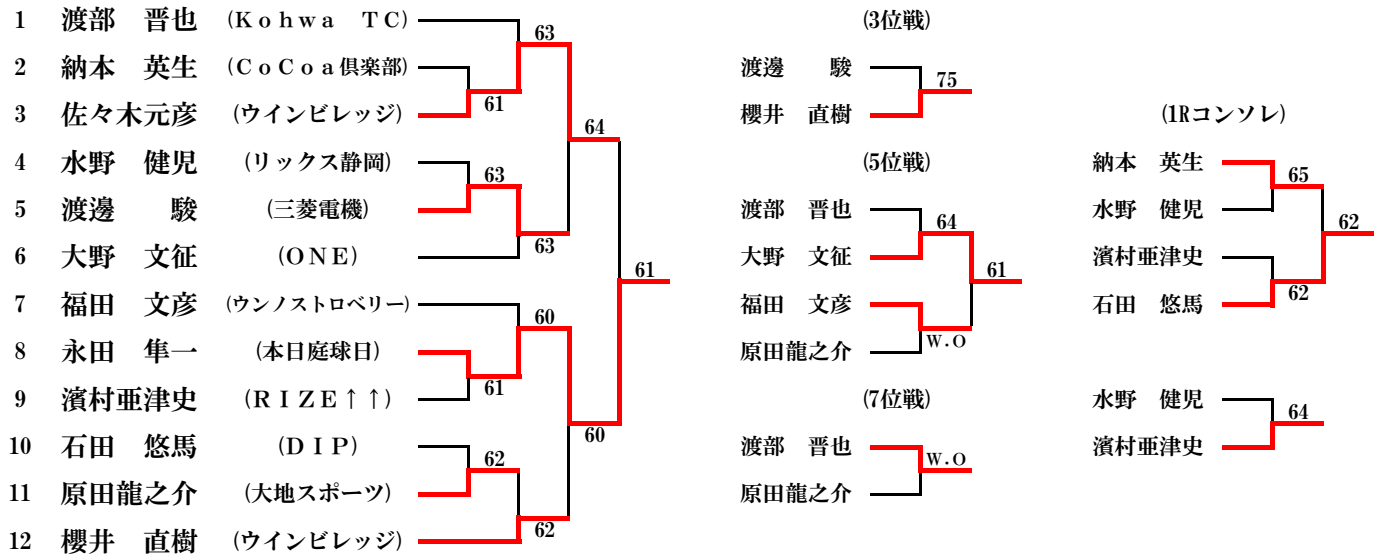 1 渡部　晋也 (Ｋｏｈｗａ　ＴＣ)
63
2 納本　英生 (ＣｏＣｏａ倶楽部)
61
3 佐々木元彦 (ウインビレッジ)
64
4 水野　健児 (リックス静岡)
63
5 渡邊　　駿 (三菱電機)
63
6 大野　文征 (ＯＮＥ)
61
7 福田　文彦 (ウンノストロベリー)
60
8 永田　隼一 (本日庭球日)
61
9 濱村亜津史 (ＲＩＺＥ↑↑)
60
10 石田　悠馬 (ＤＩＰ)
62
11 原田龍之介 (大地スポーツ)
62
12 櫻井　直樹 (ウインビレッジ)
(3位戦)
渡邊　　駿
75
櫻井　直樹
(5位戦)
渡部　晋也
64
大野　文征
61
福田　文彦
W.O
原田龍之介
(7位戦)
渡部　晋也
W.O
原田龍之介
(1Rコンソレ)
納本　英生
65
水野　健児
62
濱村亜津史
62
石田　悠馬
水野　健児
64
濱村亜津史